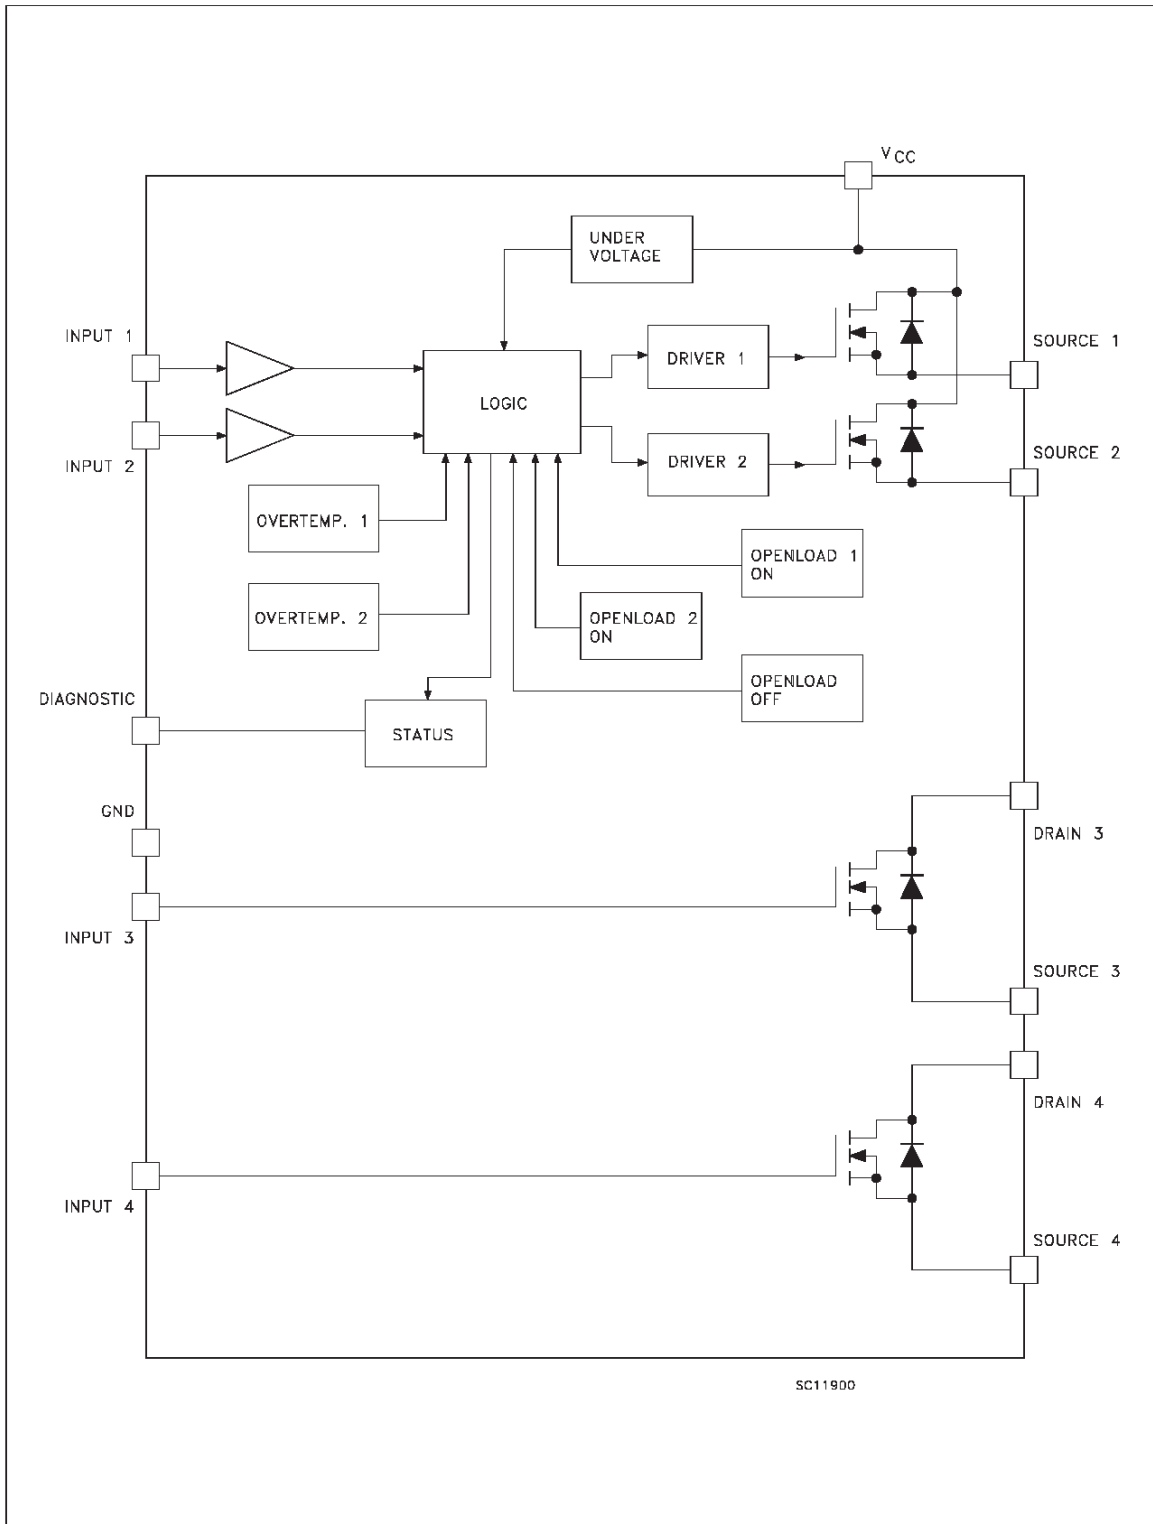 VCC
UNDER
VOLTAGE
INPUT 1
DRIVER 1
SOURCE 1
LOGIC
INPUT 2
DRIVER 2
SOURCE 2
OVERTEMP. 1
OPENLOAD 1
ON
OVERTEMP. 2
OPENLOAD 2
ON
OPENLOAD
OFF
DIAGNOSTIC
STATUS
GND
DRAIN 3
INPUT 3
SOURCE 3
DRAIN 4
INPUT 4
SOURCE 4
SC11900